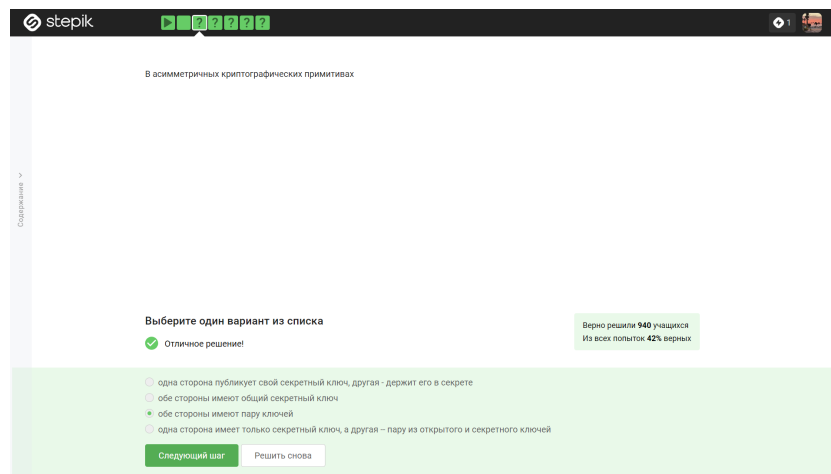 stepik
? ? ? ? ?
1
Содержание
В асимметричных криптографических примитивах
Выберите один вариант из списка
Отличное решение!
Верно решили 940 учащихся
Из всех попыток 42% верных
одна сторона публикует свой секретный ключ, другая - держит его в секрете
обе стороны имеют общий секретный ключ
обе стороны имеют пару ключей
одна сторона имеет только секретный ключ, а другая – пару из открытого и секретного ключей
Следующий шаг
Решить снова